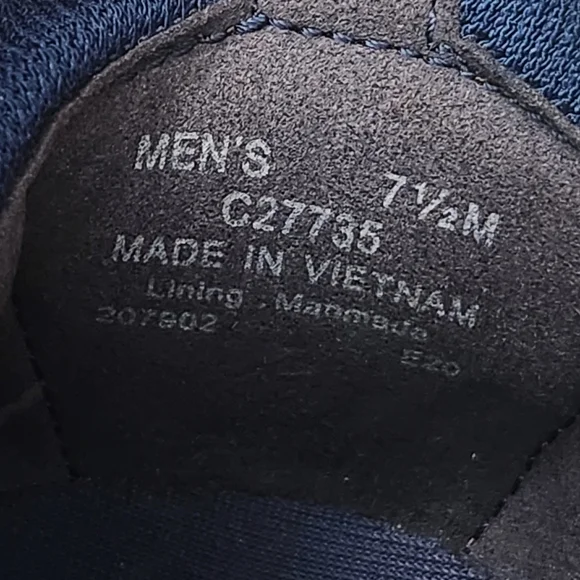 MEN'S 7½M
C27735
MADE IN VIETNAM
Lining - Manmade
207902 E20